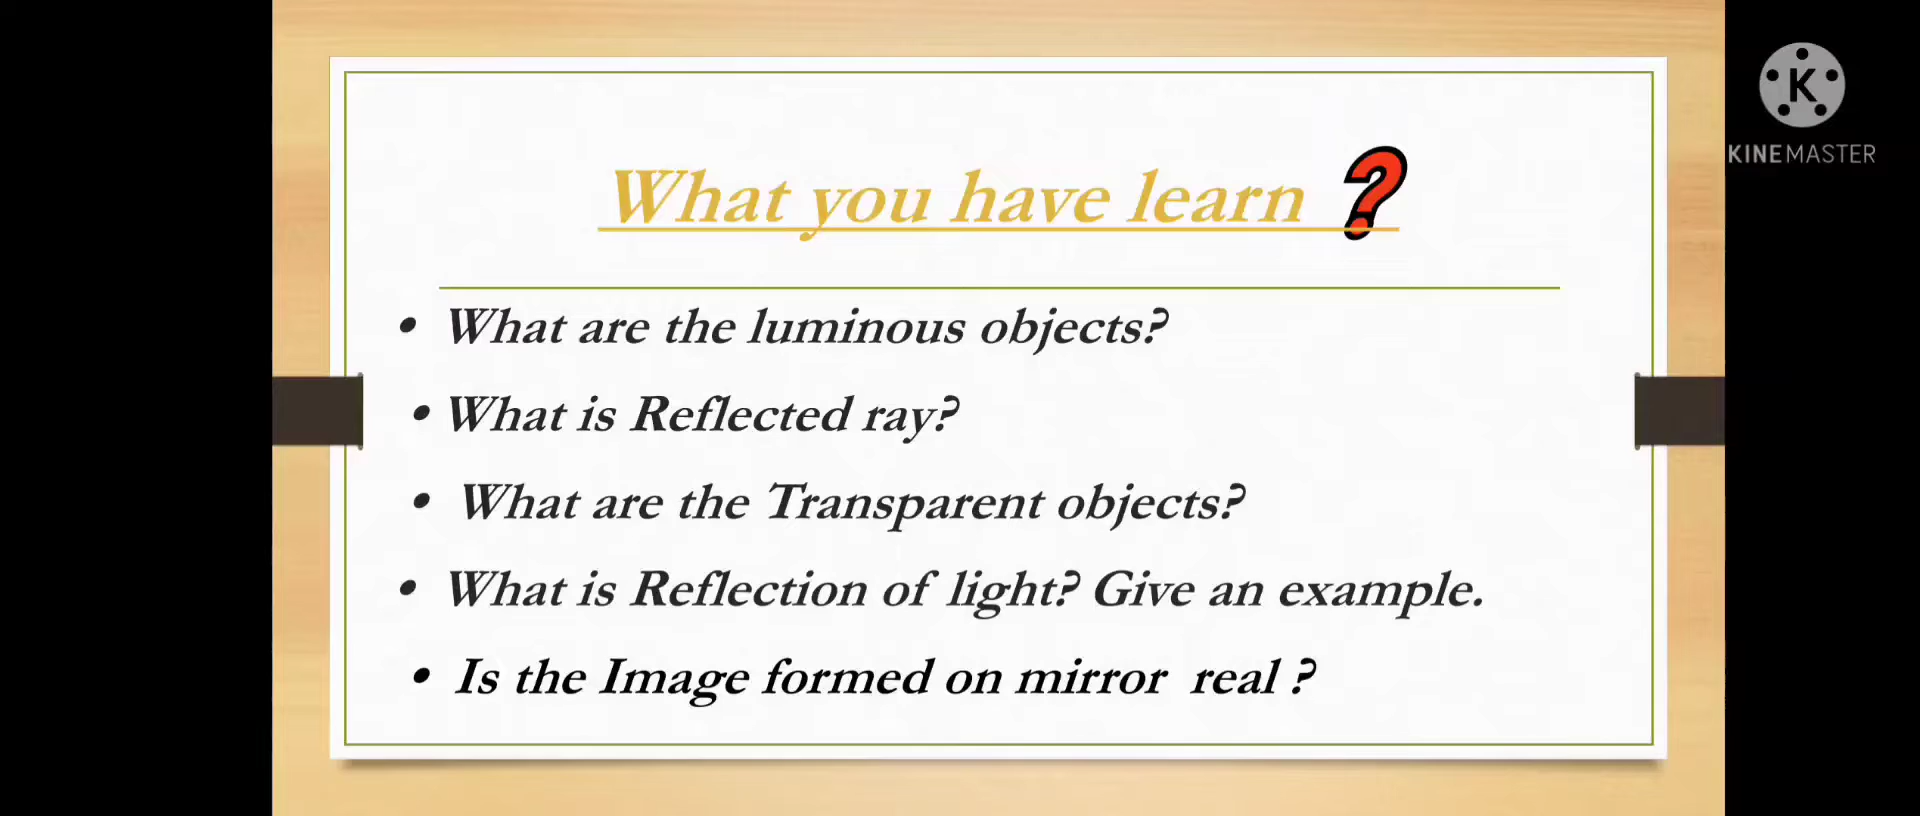 What you have learn ?
• What are the luminous objects?
• What is Reflected ray?
• What are the Transparent objects?
• What is Reflection of light? Give an example.
• Is the Image formed on mirror real ?
K
KINEMASTER